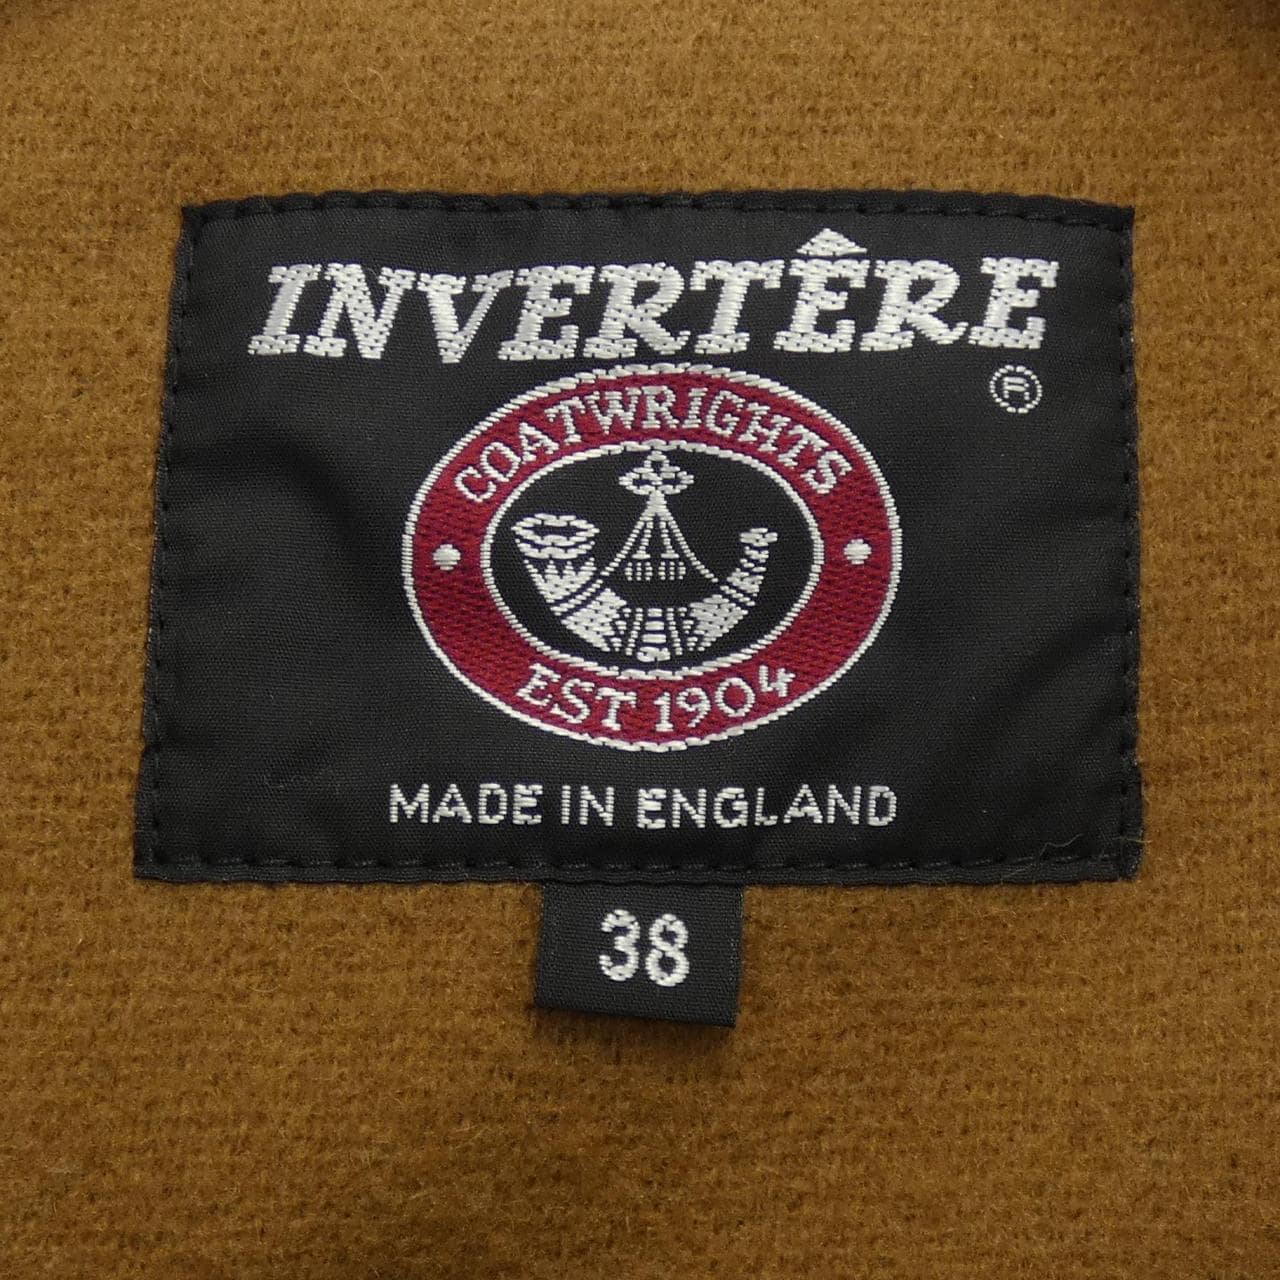 INVERTÊRE
®
COATWRIGHTS
EST 1904
MADE IN ENGLAND
38